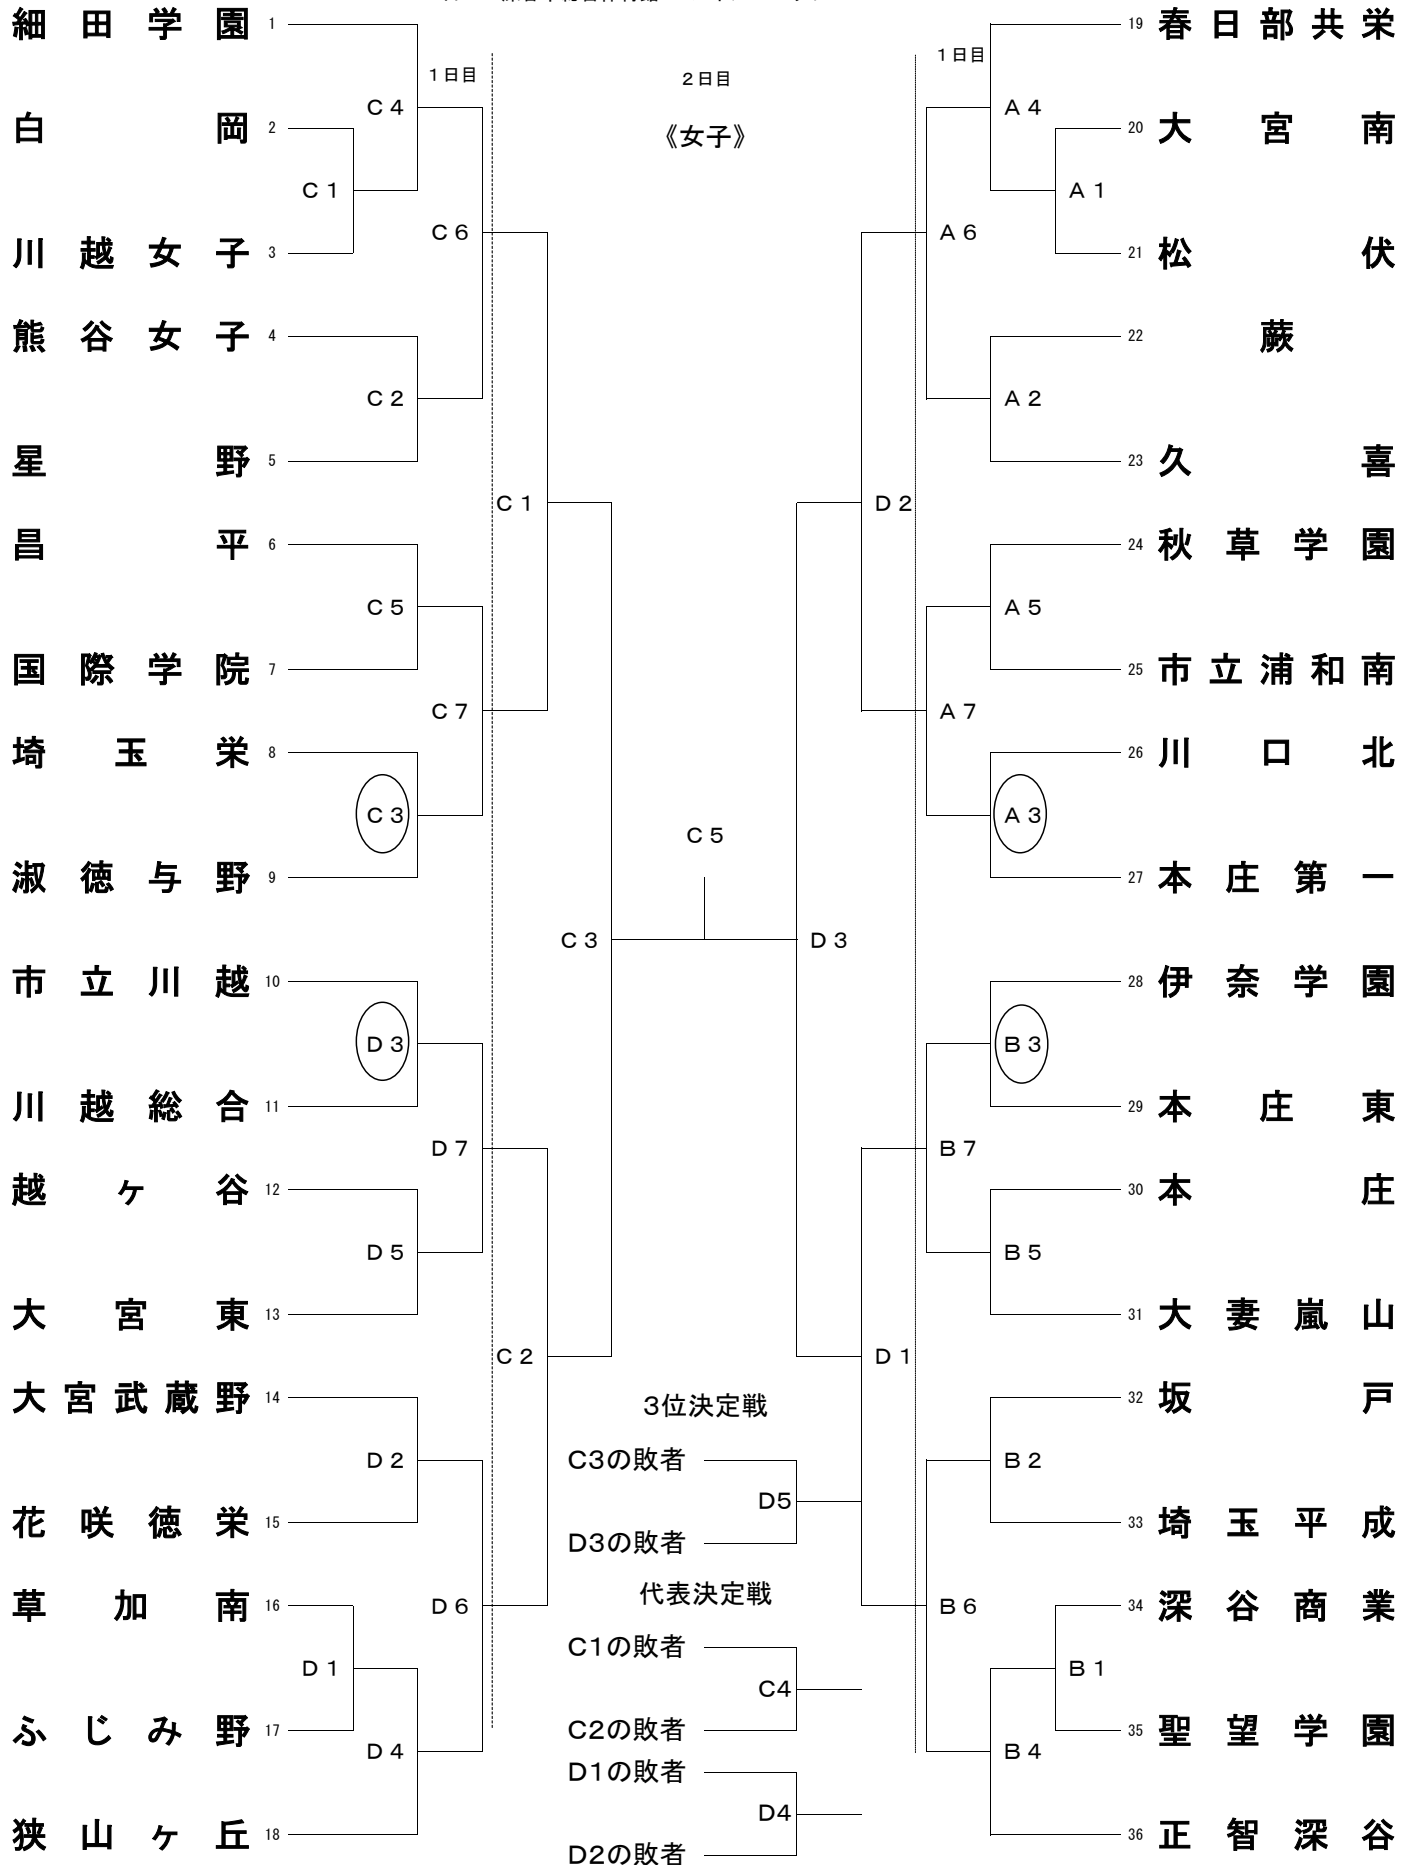 細田学園 1
19 春日部共栄
1日目
2日目
1日目
C4
A4
白岡 2
《女子》
20 大宮南
C1
A1
C6
A6
川越女子 3
21 松伏
熊谷女子 4
22 蕨
C2
A2
星野 5
23 久喜
C1
D2
昌平 6
24 秋草学園
C5
A5
国際学院 7
25 市立浦和南
C7
A7
埼玉栄 8
26 川口北
C3
A3
C5
淑徳与野 9
27 本庄第一
C3
D3
市立川越 10
28 伊奈学園
D3
B3
川越総合 11
29 本庄東
D7
B7
越ヶ谷 12
30 本庄
D5
B5
大宮東 13
31 大妻嵐山
C2
D1
大宮武蔵野 14
3位決定戦
32 坂戸
D2
C3の敗者
B2
D5
花咲徳栄 15
D3の敗者
33 埼玉平成
代表決定戦
草加南 16
34 深谷商業
D6
B6
C1の敗者
D1
B1
C4
ふじみ野 17
C2の敗者
35 聖望学園
D4
B4
D1の敗者
D4
狭山ヶ丘 18
36 正智深谷
D2の敗者